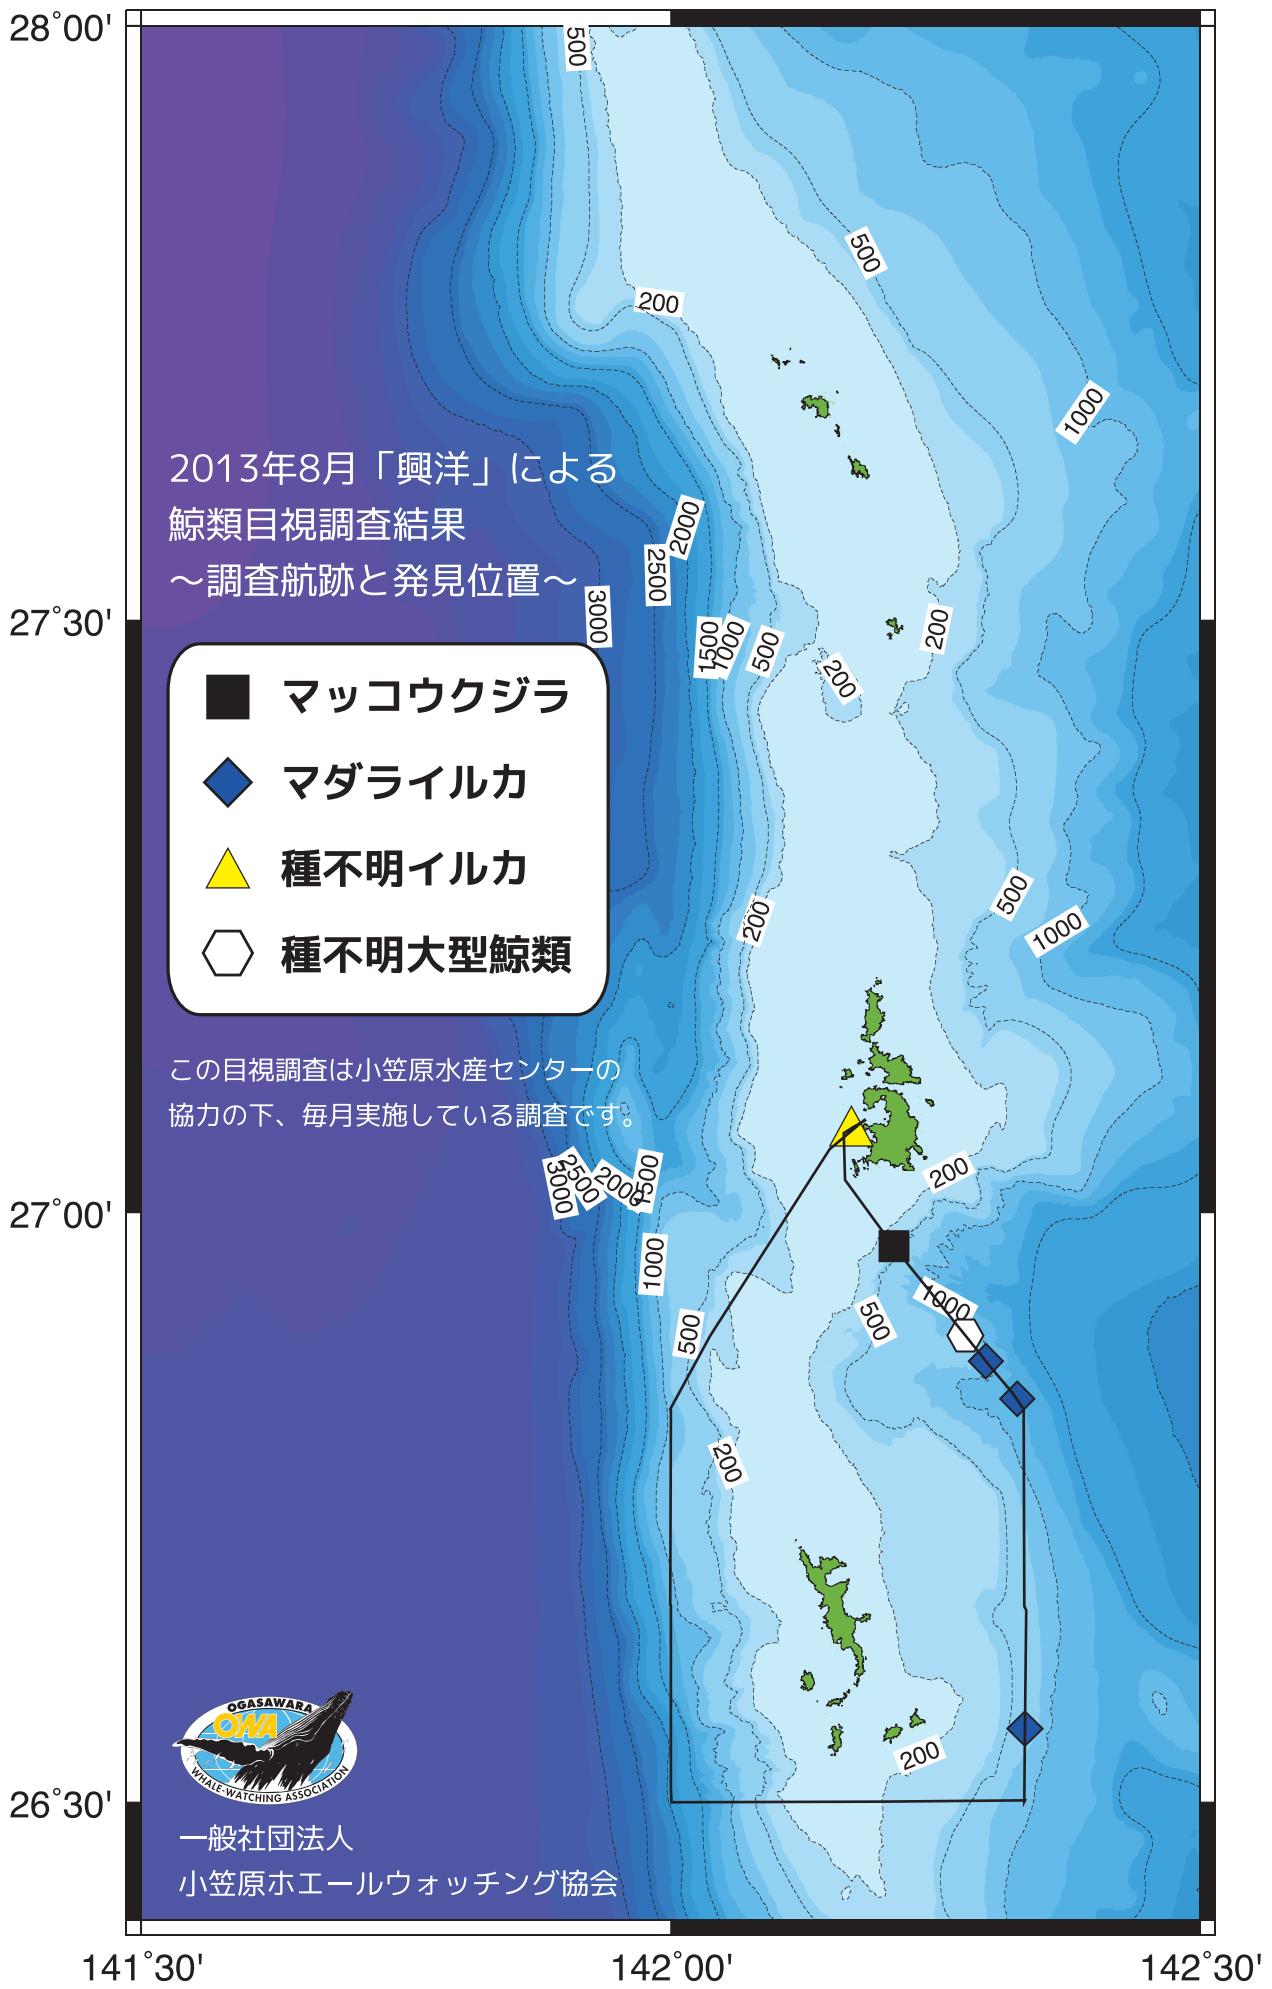 28°00'
500
500
200
1000
2013年8月「興洋」による
鯨類目視調査結果
～調査航跡と発見位置～
2000
2500
3000
27°30'
1500
1000
500
200
200
マッコウクジラ
マダライルカ
種不明イルカ
種不明大型鯨類
200
500
1000
この目視調査は小笠原水産センターの
協力の下、毎月実施している調査です。
3000
2500
2000
1500
200
27°00'
1000
500
500
1000
200
200
OGASAWARA
OWA
WHALE-WATCHING ASSOCIATION
26°30'
一般社団法人
小笠原ホエールウォッチング協会
141°30'
142°00'
142°30'